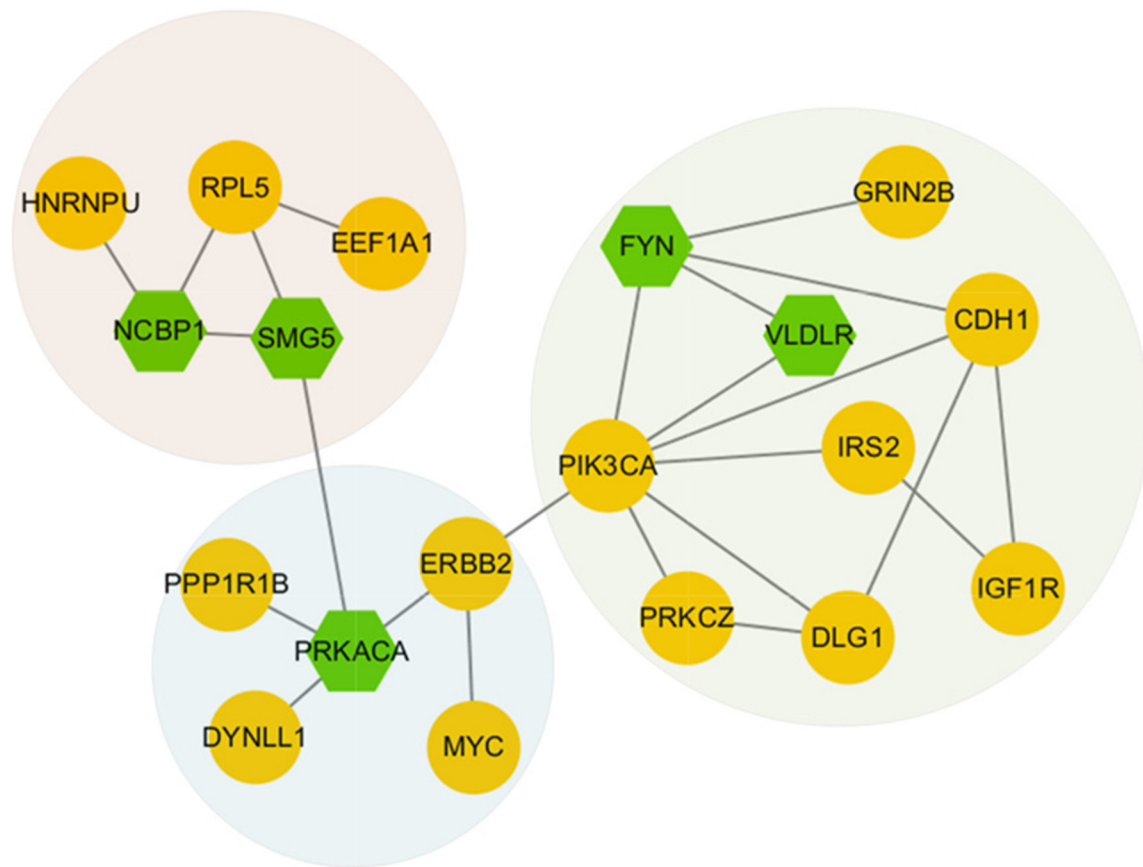 HNRNPU
RPL5
EEF1A1
NCBP1
SMG5
GRIN2B
FYN
VLDLR
CDH1
PIK3CA
IRS2
IGF1R
PRKCZ
DLG1
ERBB2
PPP1R1B
PRKACA
DYNLL1
MYC